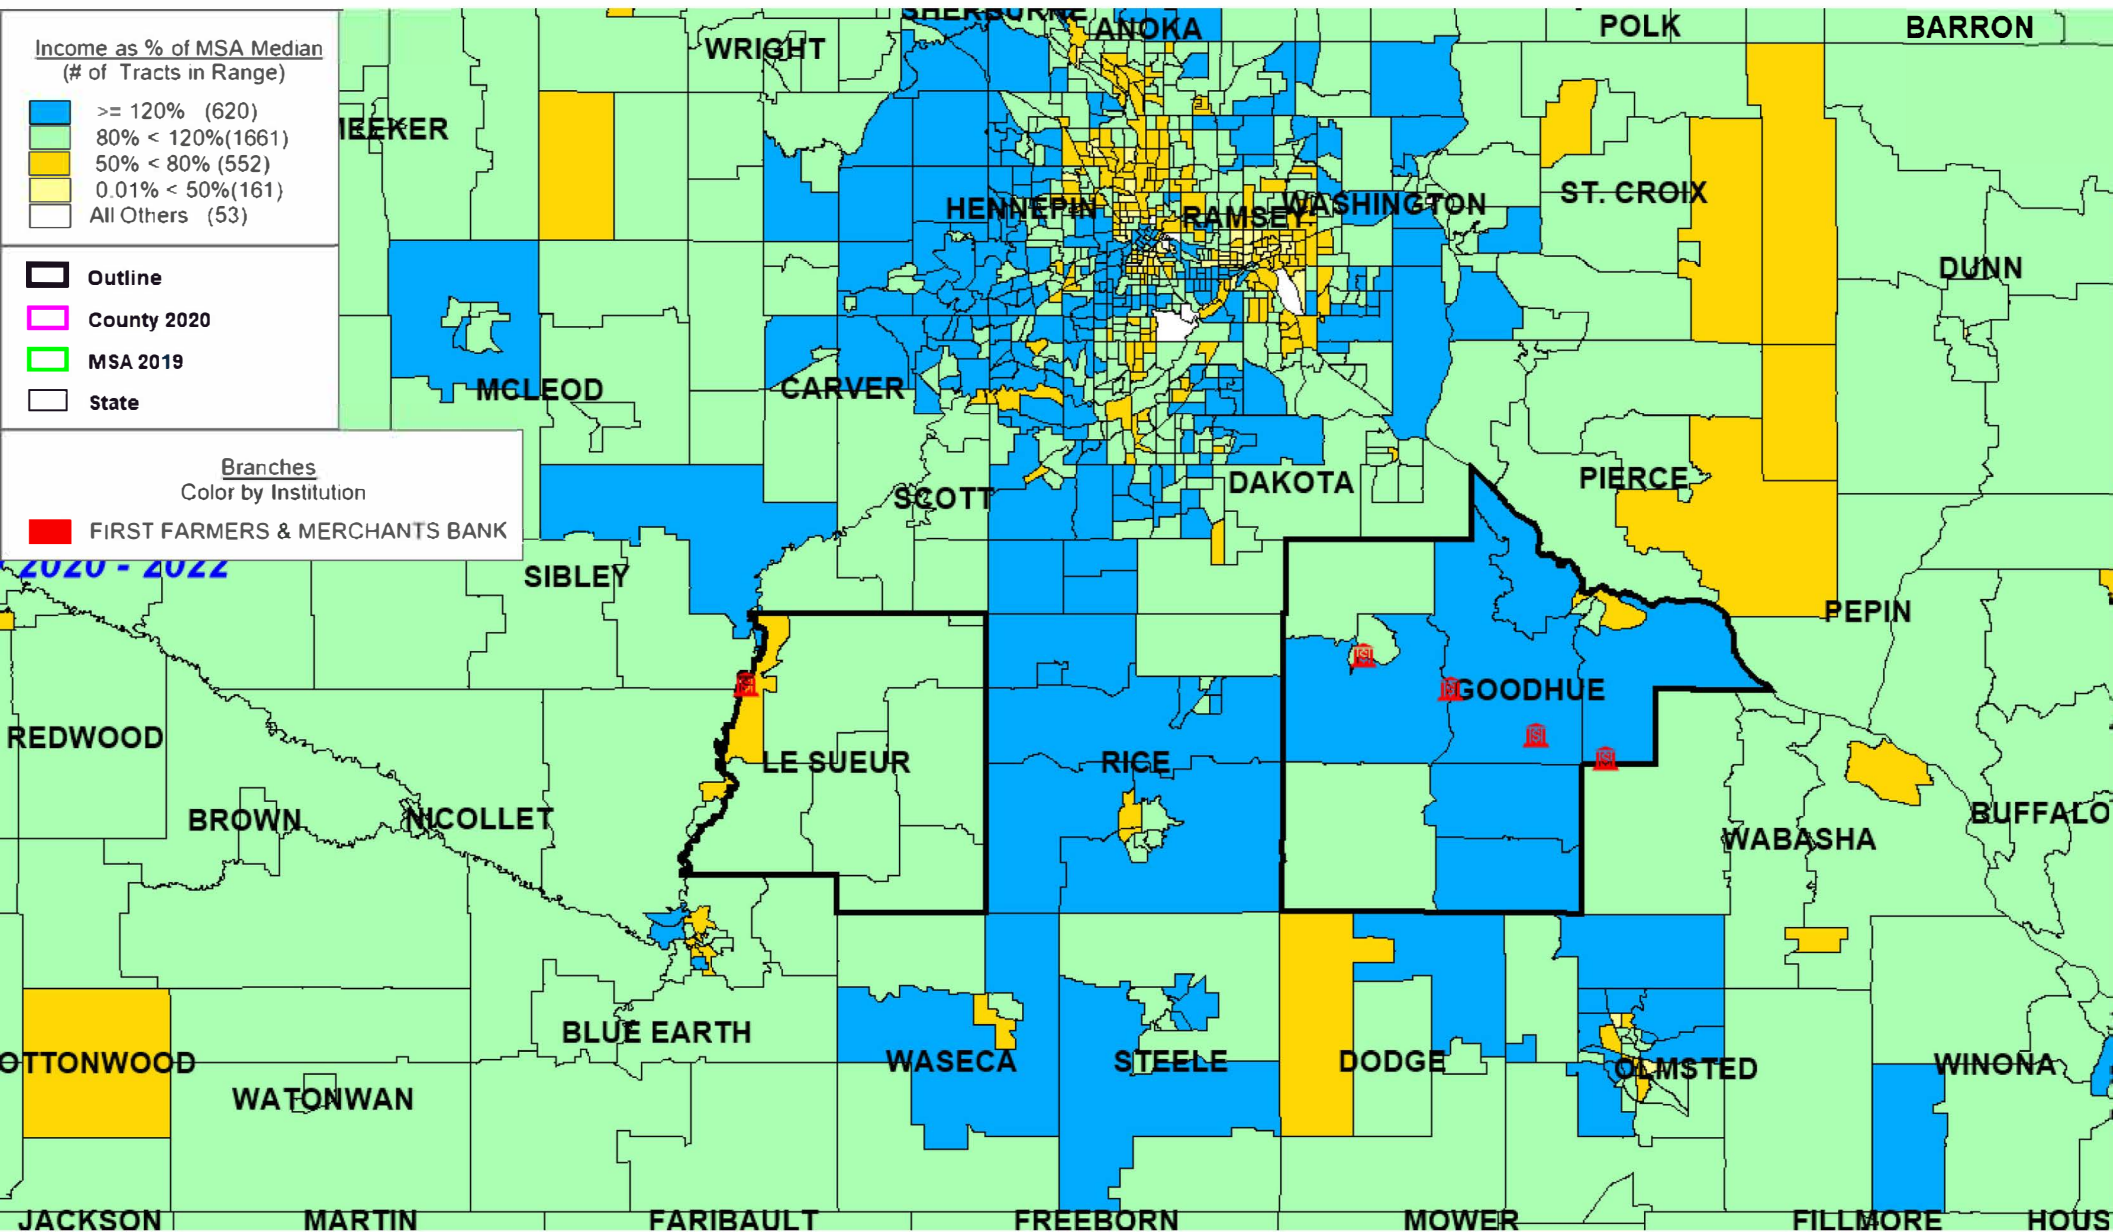 Income as % of MSA Median
(# of Tracts in Range)
>= 120% (620)
80% < 120%(1661)
50% < 80% (552)
0.01% < 50%(161)
All Others (53)
Outline
County 2020
MSA 2019
State
Branches
Color by Institution
FIRST FARMERS & MERCHANTS BANK
2020 - 2022
SHERBURNE
ANOKA
POLK
BARRON
WRIGHT
MEEKER
HENNEPIN
RAMSEY
WASHINGTON
ST. CROIX
DUNN
MCLEOD
CARVER
SCOTT
DAKOTA
PIERCE
SIBLEY
PEPIN
GOODHUE
REDWOOD
LE SUEUR
RICE
BROWN
NICOLLET
WABASHA
BUFFALO
BLUE EARTH
WASECA
STEELE
DODGE
OLMSTED
WINONA
OTTONWOOD
WATONWAN
JACKSON
MARTIN
FARIBAULT
FREEBORN
MOWER
FILLMORE
HOUS